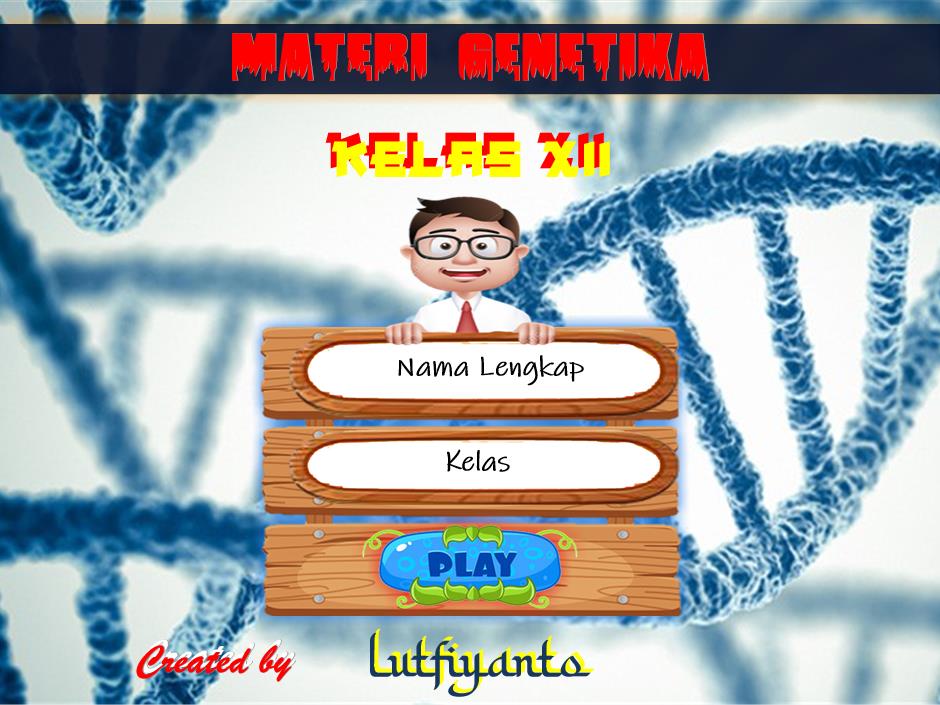 MATERI GENETIKA
KELAS XII
Nama Lengkap
Kelas
PLAY
Created by lutfiyanto